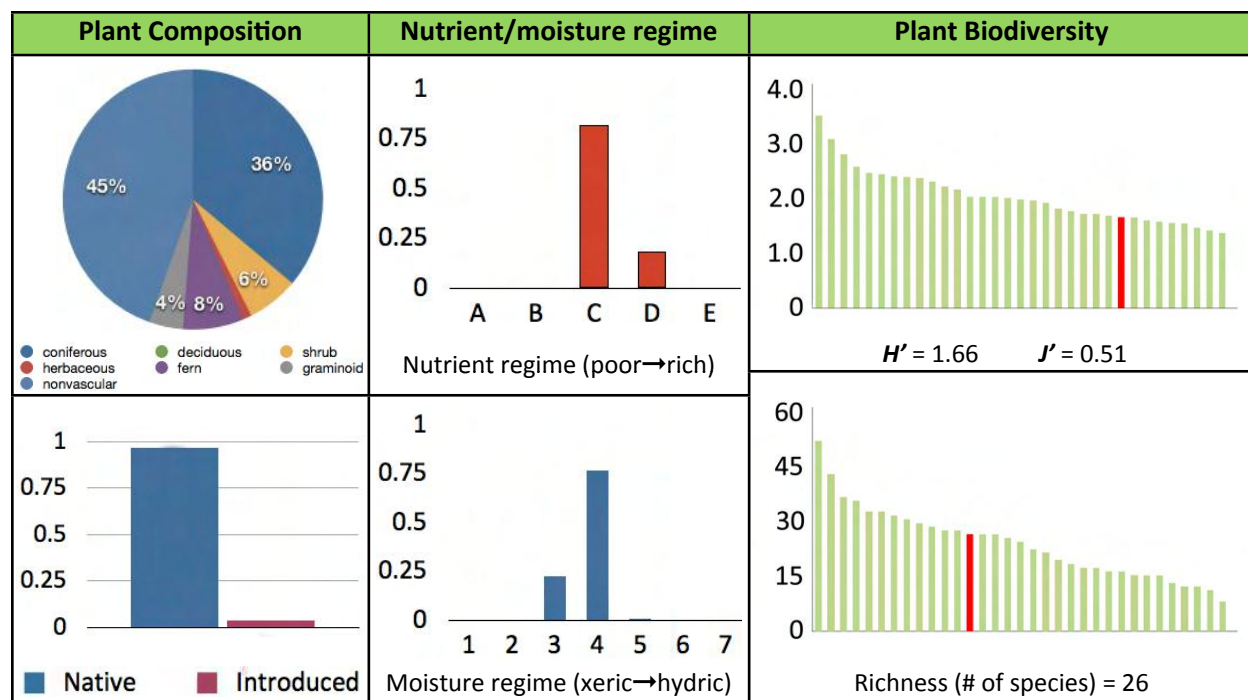 Plant Composition
Nutrient/moisture regime
Plant Biodiversity
45%
36%
6%
4%
8%
coniferous
deciduous
shrub
herbaceous
fern
graminoid
nonvascular
1
0.75
0.5
0.25
0
A B C D E
Nutrient regime (poor→rich)
4.0
3.0
2.0
1.0
0
H' = 1.66 J' = 0.51
1
0.75
0.5
0.25
0
Native Introduced
1
0.75
0.5
0.25
0
1 2 3 4 5 6 7
Moisture regime (xeric→hydric)
60
45
30
15
0
Richness (# of species) = 26